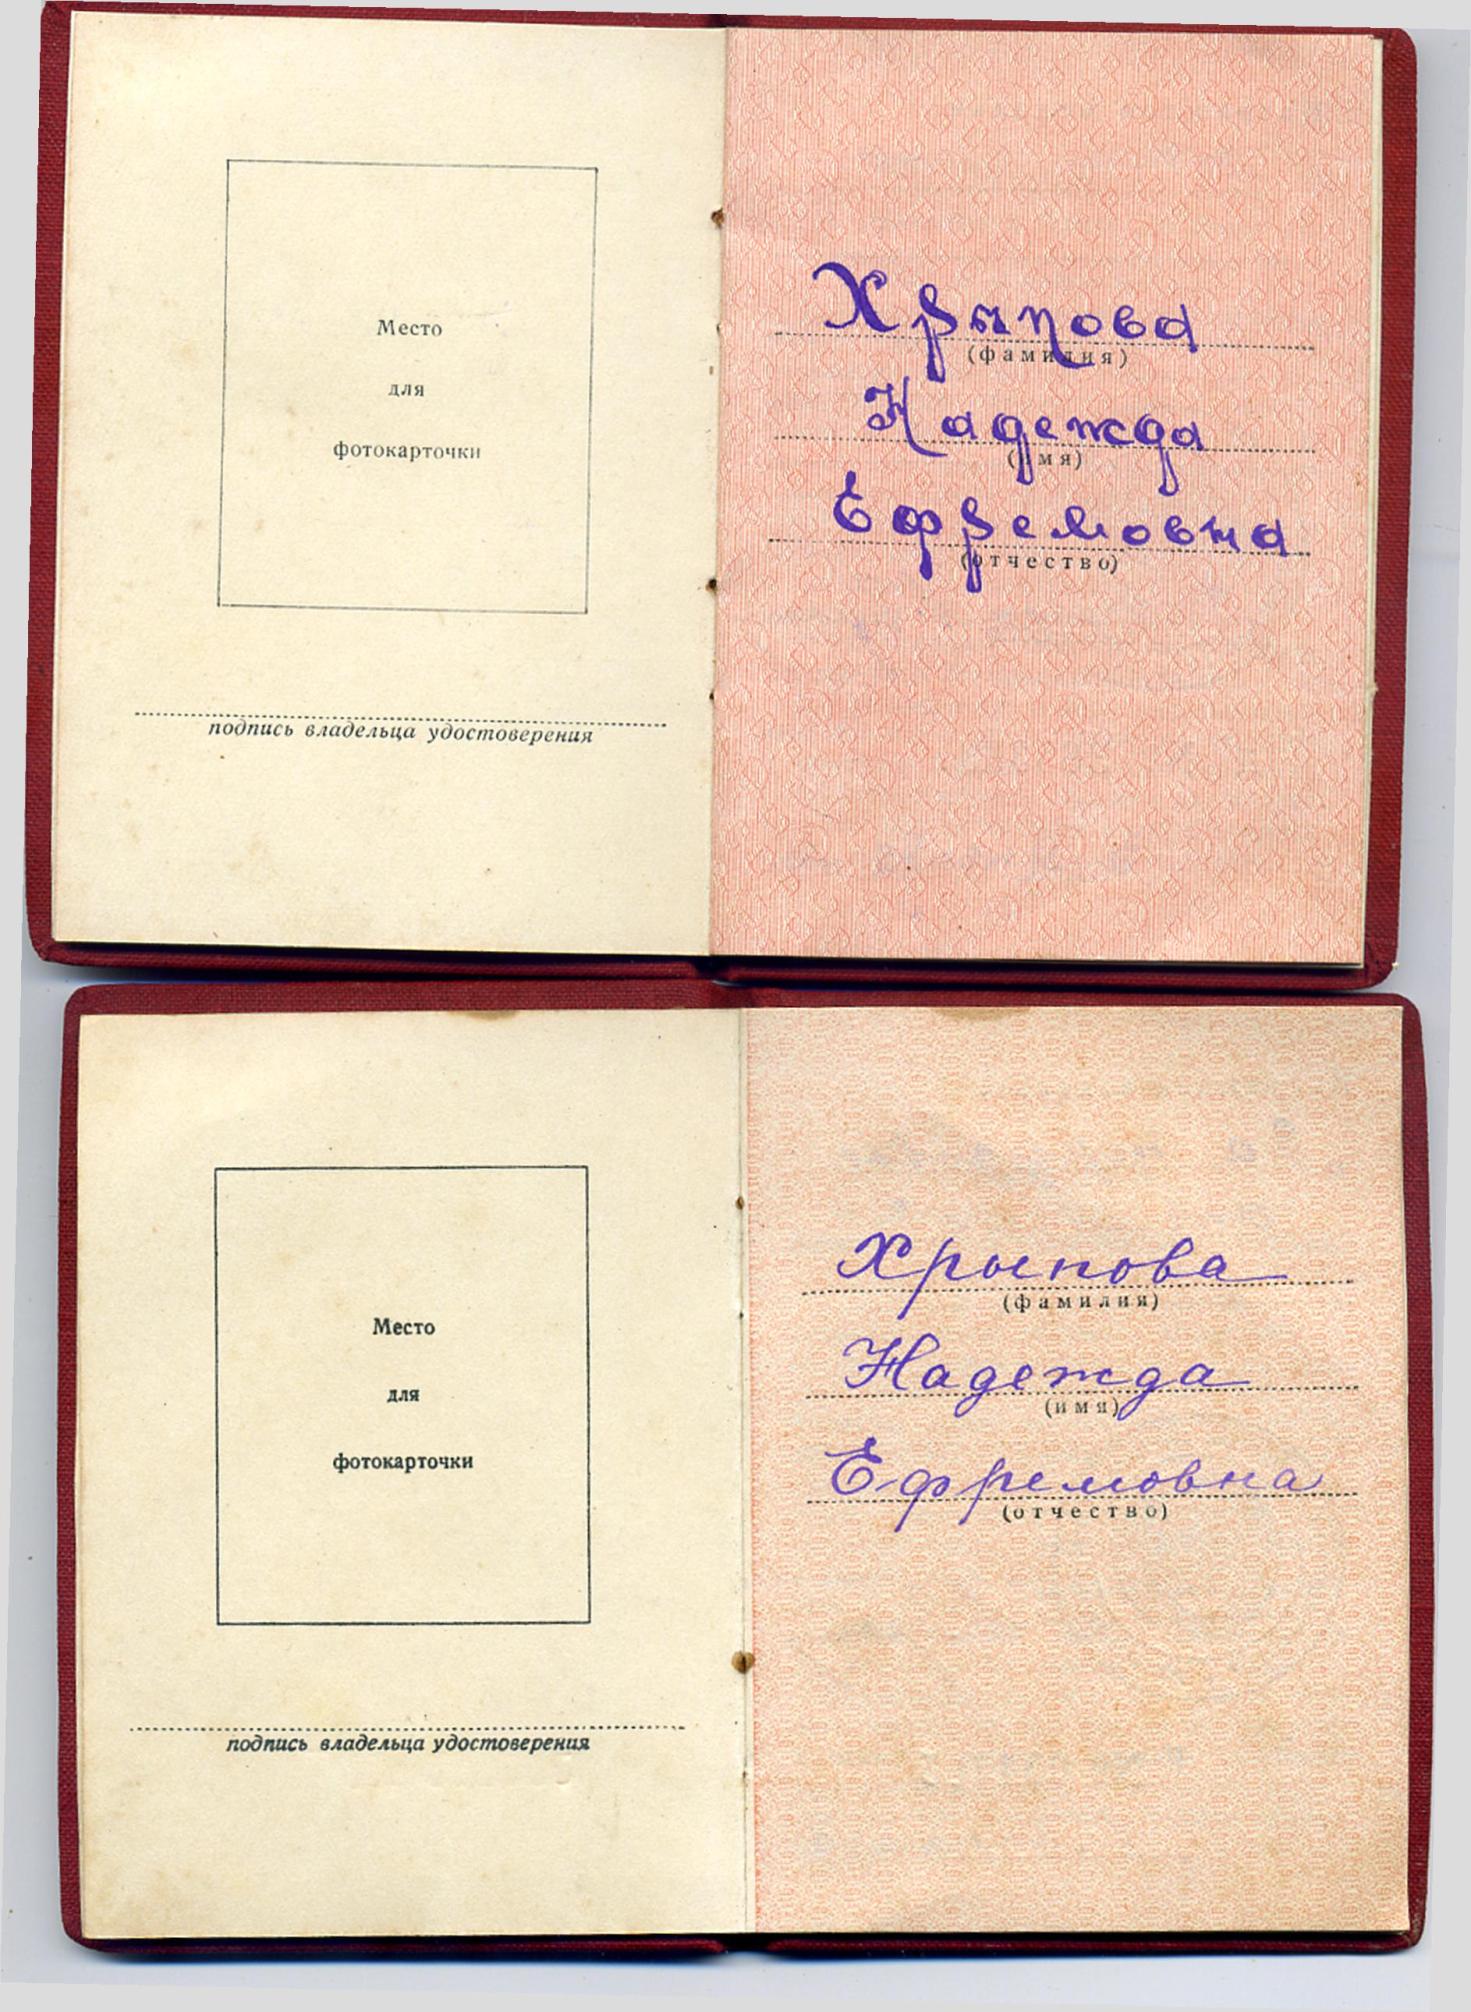 Место
для
фотокарточки
подпись владельца удостоверения
Хрыпова
(фамилия)
Надежда
(имя)
Ефремовна
(отчество)
Место
для
фотокарточки
подпись владельца удостоверения
Хрыпова
(фамилия)
Надежда
(имя)
Ефремовна
(отчество)